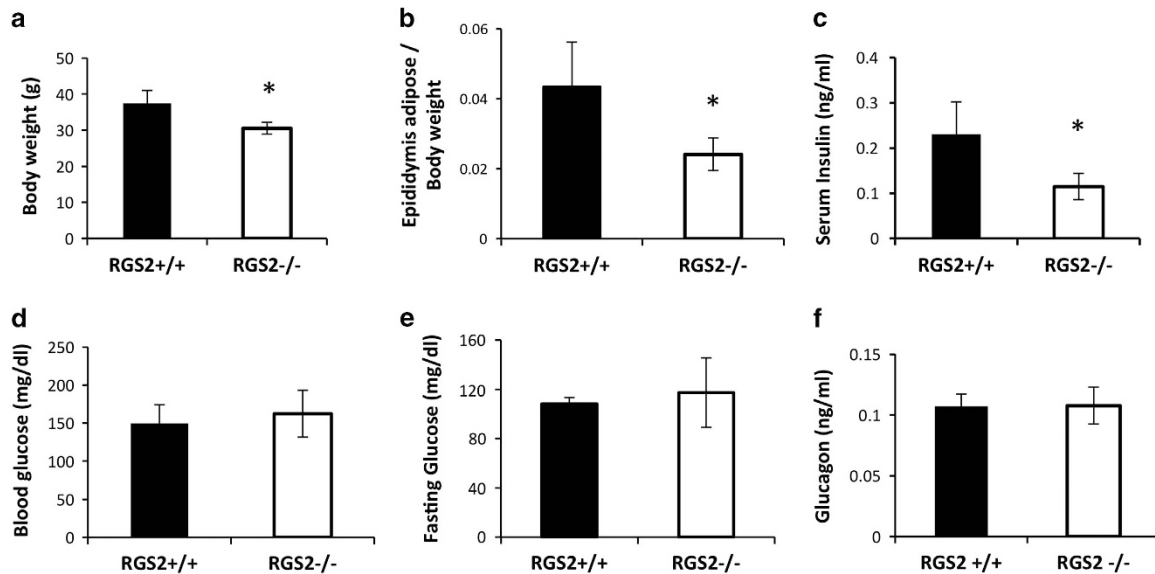 a
Body weight (g)
50
40
30
20
10
0
*
RGS2+/+ RGS2-/-
b
Epididymis adipose /
Body weight
0.06
0.04
0.02
0
*
RGS2+/+ RGS2-/-
c
Serum Insulin (ng/ml)
0.4
0.3
0.2
0.1
0
*
RGS2+/+ RGS2-/-
d
Blood glucose (mg/dl)
250
200
150
100
50
0
RGS2+/+ RGS2-/-
e
Fasting Glucose (mg/dl)
160
120
80
40
0
RGS2+/+ RGS2-/-
f
Glucagon (ng/ml)
0.15
0.1
0.05
0
RGS2 +/+ RGS2 -/-